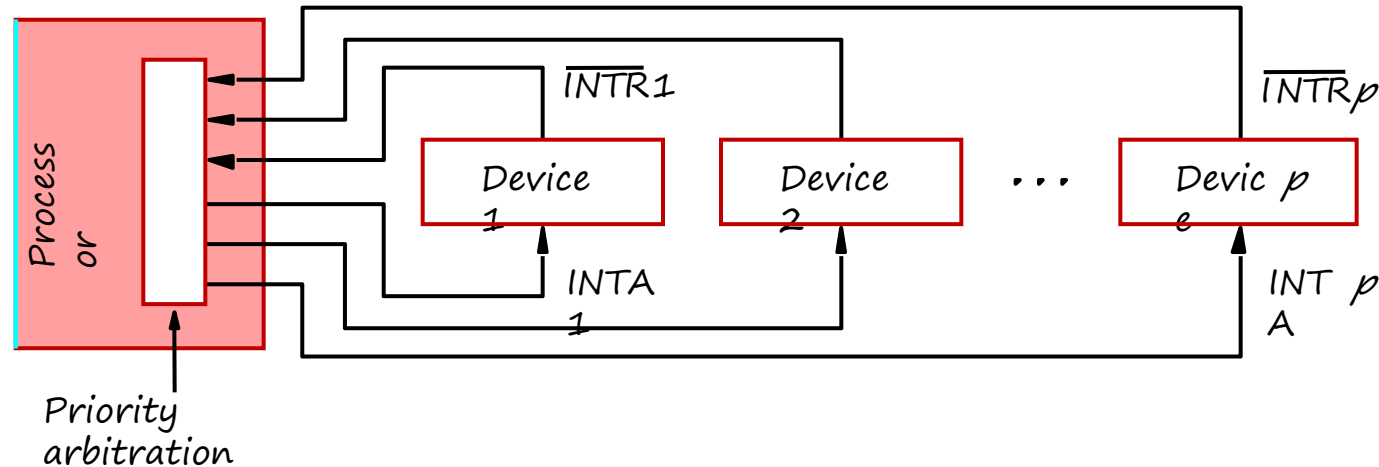 INTR1
INTRp
Process
or
Device
1
Device
2
...
Devic p
e
INTA
1
INT p
A
Priority
arbitration